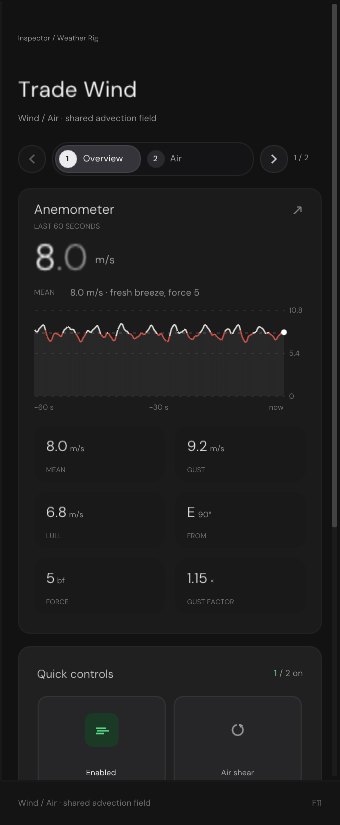 Inspector / Weather Rig
Trade Wind
Wind / Air · shared advection field
1 Overview 2 Air 1 / 2
Anemometer
LAST 60 SECONDS
8.0 m/s
MEAN 8.0 m/s · fresh breeze, force 5
10.8
5.4
0
−60 s −30 s now
8.0 m/s 9.2 m/s
MEAN GUST
6.8 m/s E 90°
LULL FROM
5 bf 1.15 ×
FORCE GUST FACTOR
Quick controls 1 / 2 on
Enabled Air shear
Wind / Air · shared advection field F11